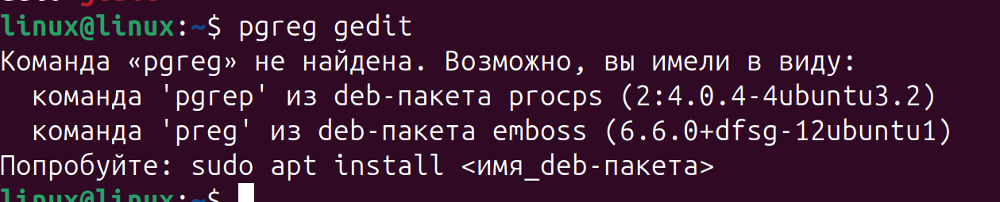 linux@linux:~$ pgreg gedit
Команда «pgreg» не найдена. Возможно, вы имели в виду:
  команда 'pgrep' из deb-пакета procps (2:4.0.4-4ubuntu3.2)
  команда 'preg' из deb-пакета emboss (6.6.0+dfsg-12ubuntu1)
Попробуйте: sudo apt install <имя_deb-пакета>
linux@linux:~$